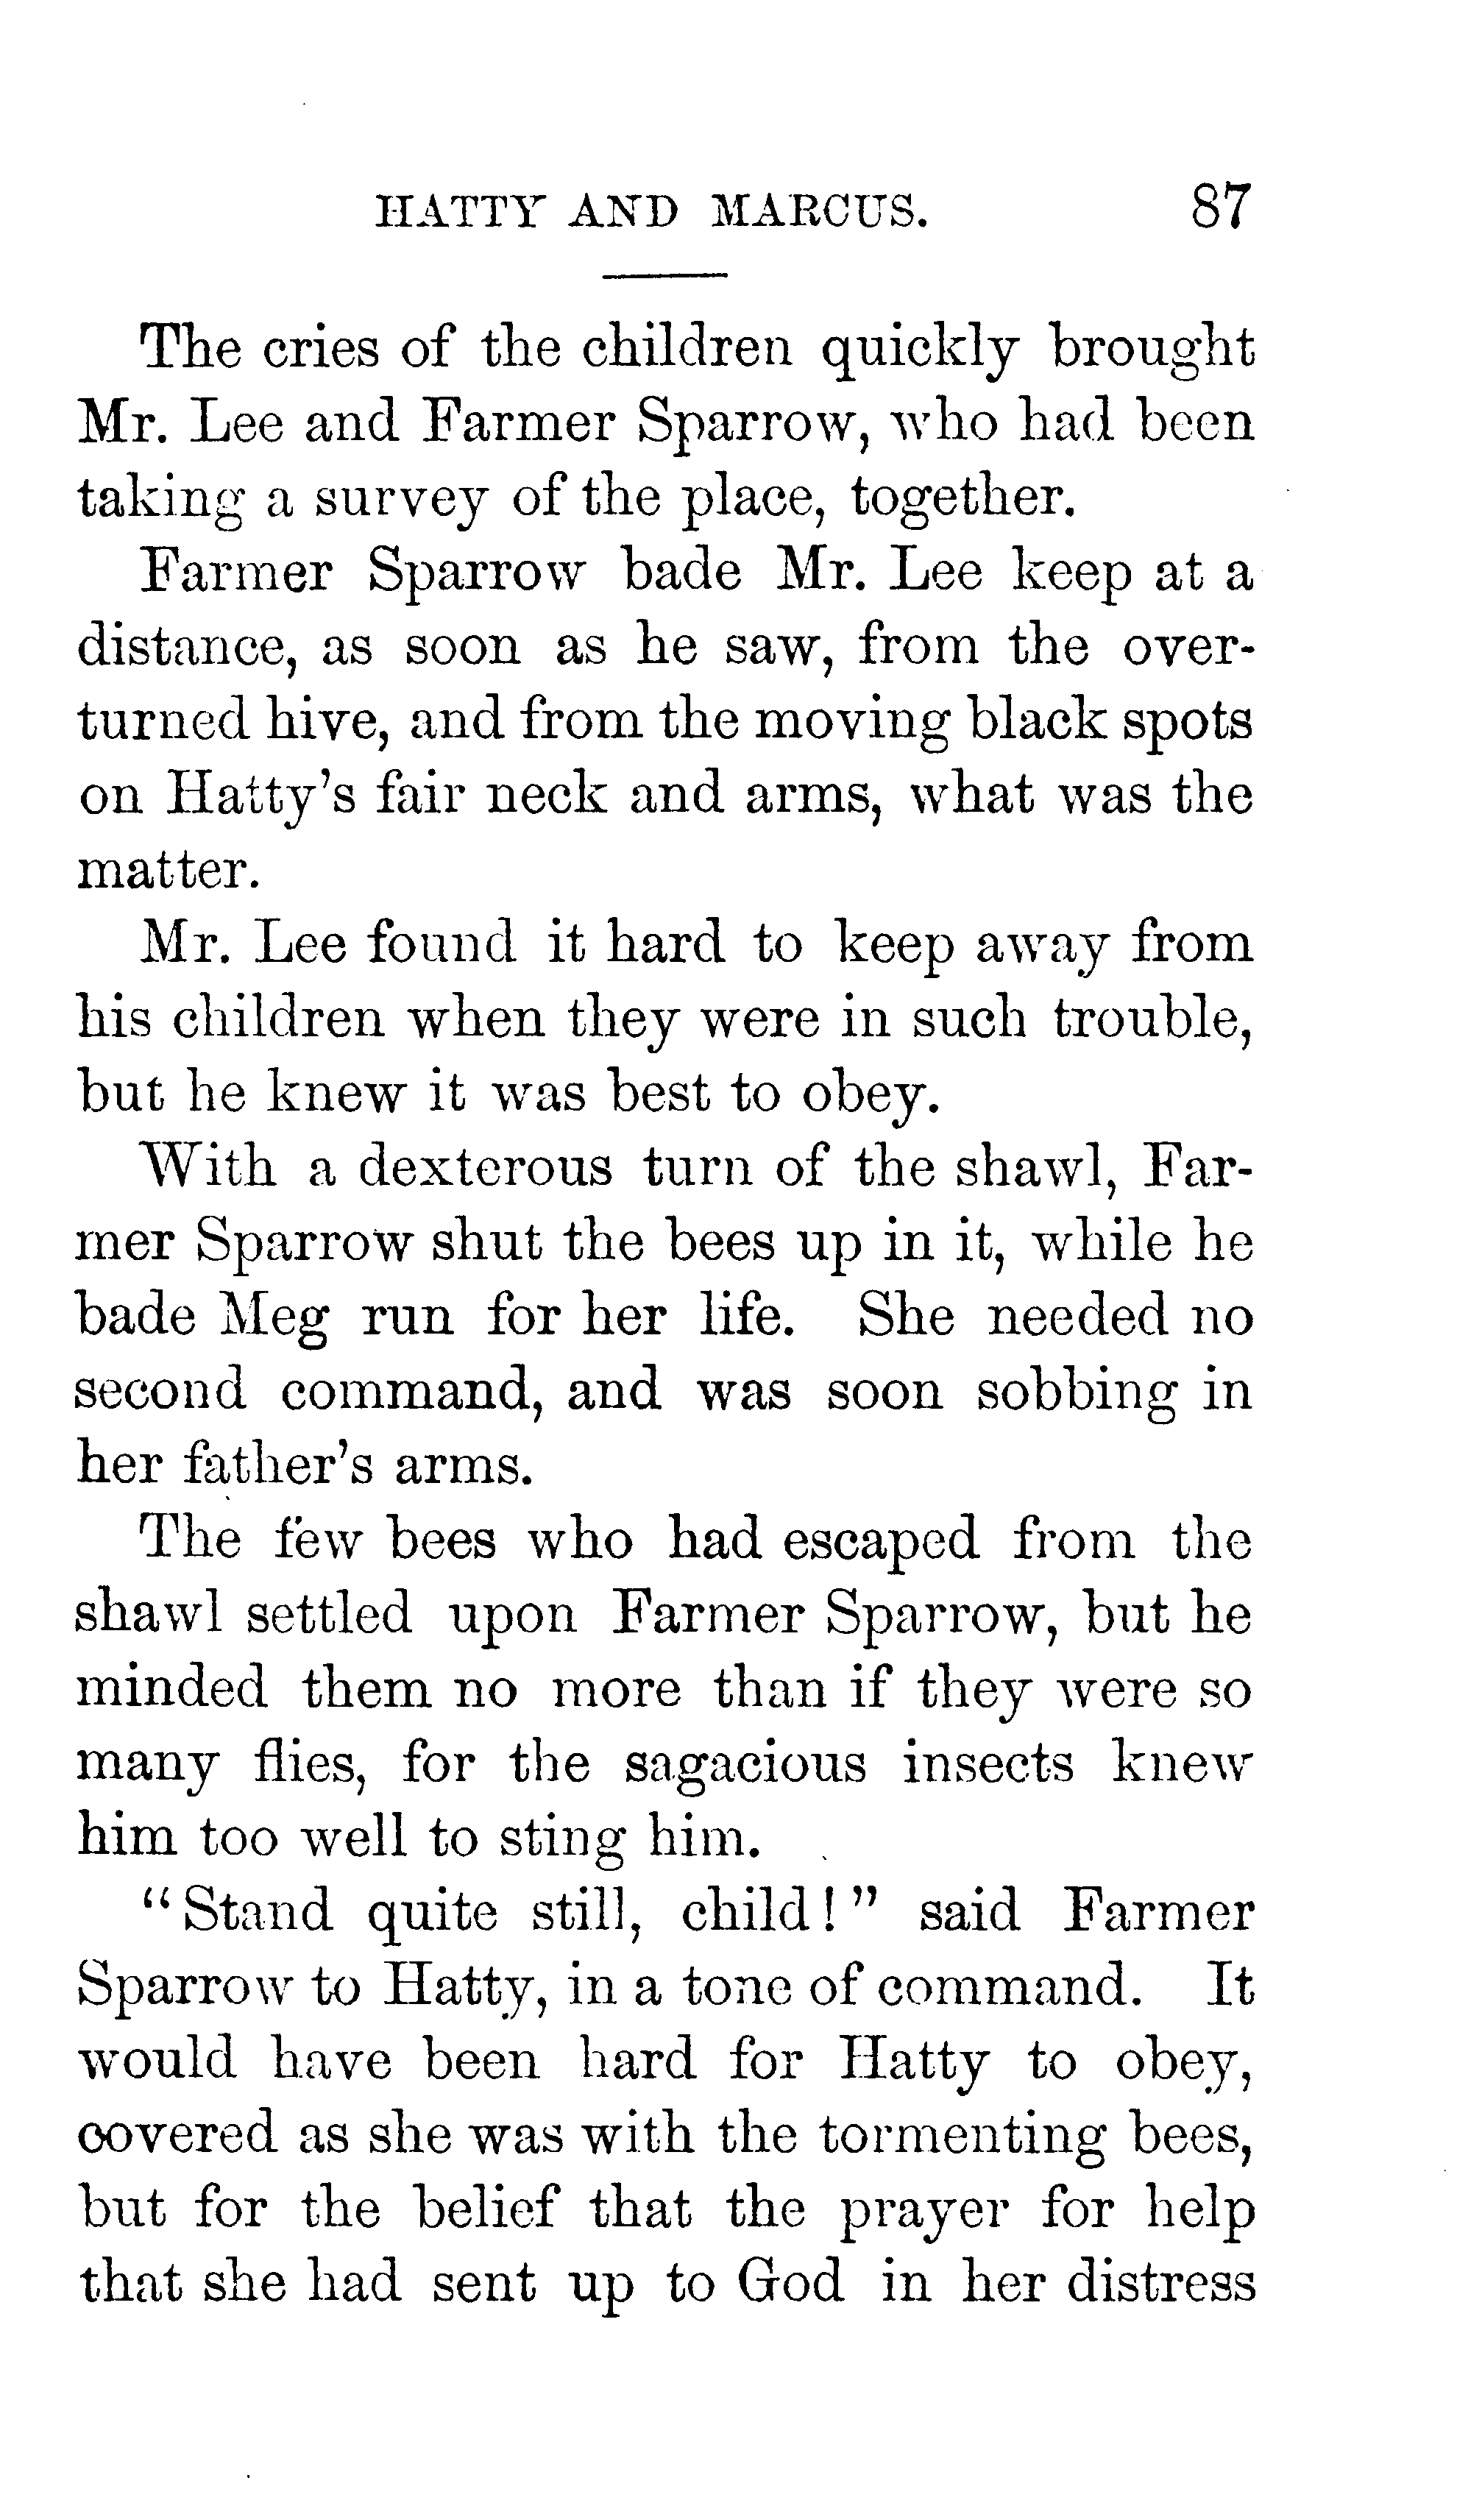 HATTY AND MARCUS. 87
The cries of the children quickly brought
Mr. Lee and Farmer Sparrow, who had been
taking a survey of the place, together.
Farmer Sparrow bade Mr. Lee keep at a
distance, as soon as he saw, from the over-
turned hive, and from the moving black spots
on Hatty's fair neck and arms, what was the
matter.
Mr. Lee found it hard to keep away from
his children when they were in such trouble,
but he knew it was best to obey.
With a dexterous turn of the shawl, Far-
mer Sparrow shut the bees up in it, while he
bade Meg run for her life. She needed no
second command, and was soon sobbing in
her father's arms.
The few bees who had escaped from the
shawl settled upon Farmer Sparrow, but he
minded them no more than if they were so
many flies, for the sagacious insects knew
him too well to sting him.
"Stand quite still, child!" said Farmer
Sparrow to Hatty, in a tone of command. It
would have been hard for Hatty to obey,
covered as she was with the tormenting bees,
but for the belief that the prayer for help
that she had sent up to God in her distress